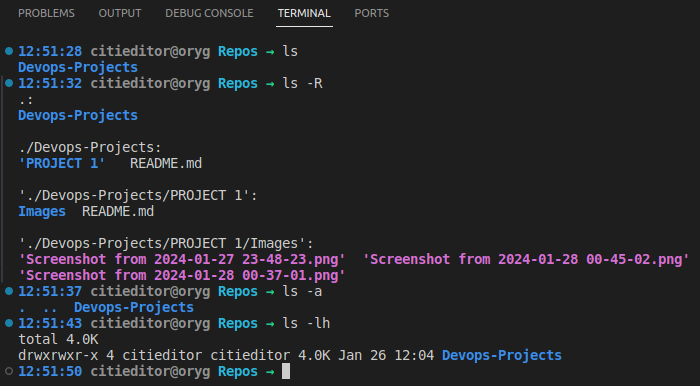 PROBLEMS OUTPUT DEBUG CONSOLE TERMINAL PORTS
12:51:28 citieditor@oryg Repos → ls
Devops-Projects
12:51:32 citieditor@oryg Repos → ls -R
.:
Devops-Projects
./Devops-Projects:
'PROJECT 1' README.md
'./Devops-Projects/PROJECT 1':
Images README.md
'./Devops-Projects/PROJECT 1/Images':
'Screenshot from 2024-01-27 23-48-23.png' 'Screenshot from 2024-01-28 00-45-02.png'
'Screenshot from 2024-01-28 00-37-01.png'
12:51:37 citieditor@oryg Repos → ls -a
. .. Devops-Projects
12:51:43 citieditor@oryg Repos → ls -lh
total 4.0K
drwxrwxr-x 4 citieditor citieditor 4.0K Jan 26 12:04 Devops-Projects
12:51:50 citieditor@oryg Repos →